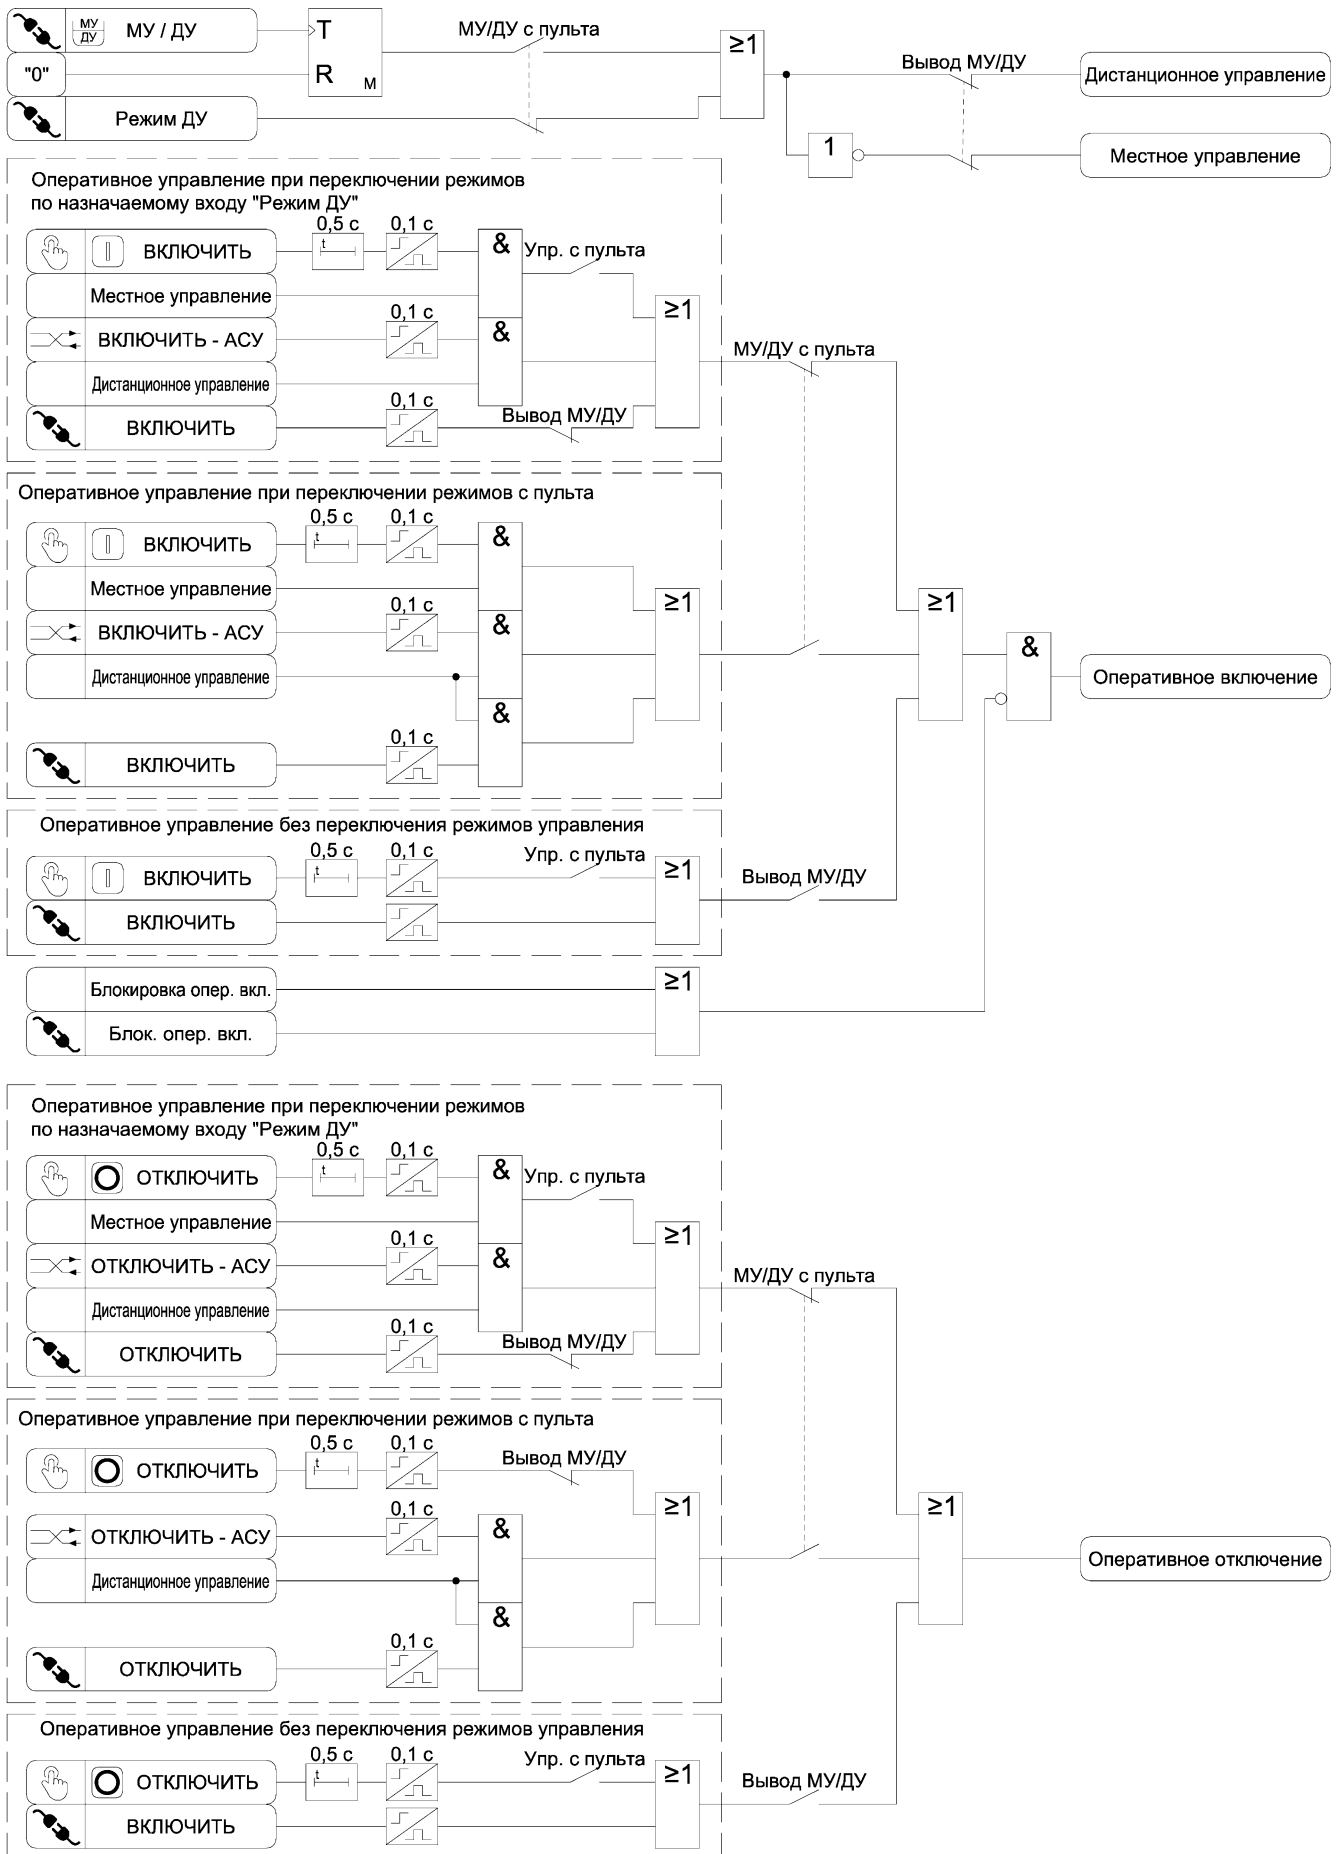 МУ
ДУ
МУ / ДУ
T
МУ/ДУ с пульта
≥1
"0"
R
М
Вывод МУ/ДУ
Дистанционное управление
Режим ДУ
1
Местное управление
Оперативное управление при переключении режимов
по назначаемому входу "Режим ДУ"
0,5 с
0,1 с
ВКЛЮЧИТЬ
t
&
Упр. с пульта
Местное управление
≥1
0,1 с
ВКЛЮЧИТЬ - АСУ
&
МУ/ДУ с пульта
Дистанционное управление
0,1 с
Вывод МУ/ДУ
ВКЛЮЧИТЬ
Оперативное управление при переключении режимов с пульта
0,5 с
0,1 с
ВКЛЮЧИТЬ
t
&
Местное управление
≥1
≥1
0,1 с
ВКЛЮЧИТЬ - АСУ
&
&
Дистанционное управление
Оперативное включение
&
0,1 с
ВКЛЮЧИТЬ
Оперативное управление без переключения режимов управления
0,5 с
0,1 с
Упр. с пульта
ВКЛЮЧИТЬ
t
≥1
Вывод МУ/ДУ
ВКЛЮЧИТЬ
Блокировка опер. вкл.
≥1
Блок. опер. вкл.
Оперативное управление при переключении режимов
по назначаемому входу "Режим ДУ"
0,5 с
0,1 с
ОТКЛЮЧИТЬ
t
&
Упр. с пульта
Местное управление
≥1
0,1 с
ОТКЛЮЧИТЬ - АСУ
&
МУ/ДУ с пульта
Дистанционное управление
0,1 с
Вывод МУ/ДУ
ОТКЛЮЧИТЬ
Оперативное управление при переключении режимов с пульта
0,5 с
0,1 с
Вывод МУ/ДУ
ОТКЛЮЧИТЬ
t
≥1
≥1
0,1 с
ОТКЛЮЧИТЬ - АСУ
&
Оперативное отключение
Дистанционное управление
&
0,1 с
ОТКЛЮЧИТЬ
Оперативное управление без переключения режимов управления
0,5 с
0,1 с
Упр. с пульта
ОТКЛЮЧИТЬ
t
≥1
Вывод МУ/ДУ
ВКЛЮЧИТЬ